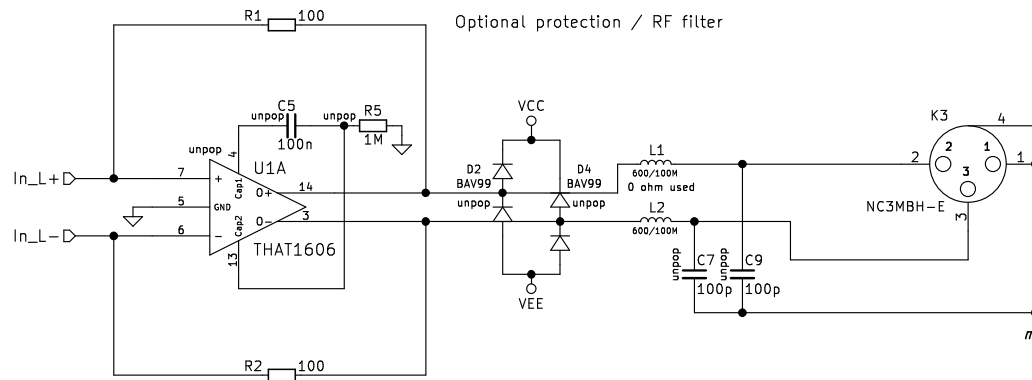 R1 100
Optional protection / RF filter
C5
unpop
100n
unpop
R5
1M
VCC
K3
4
unpop
4
U1A
Cap1
D2
BAV99
D4
BAV99
L1
600/100M
0 ohm used
2
2
1
1
3
In_L+
7
+
O+
14
5
GND
unpop
unpop
L2
600/100M
NC3MBH-E
3
In_L-
6
-
Cap2
O-
3
THAT1606
13
unpop
C7
100p
unpop
C9
100p
VEE
R2 100